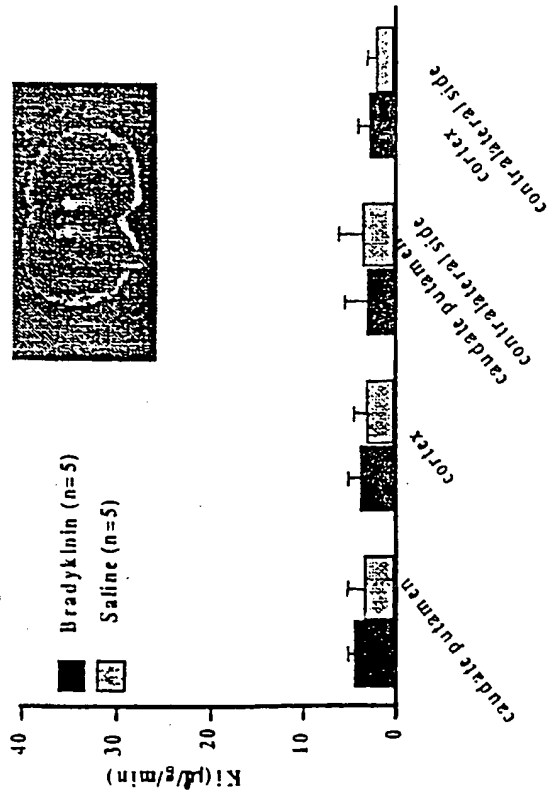 Bradykinin (n=5)
Saline (n=5)
Ki (µl/g/min)
40
30
20
10
0
caudate putamen
cortex
caudate putamen
contralateral side
cortex
contralateral side